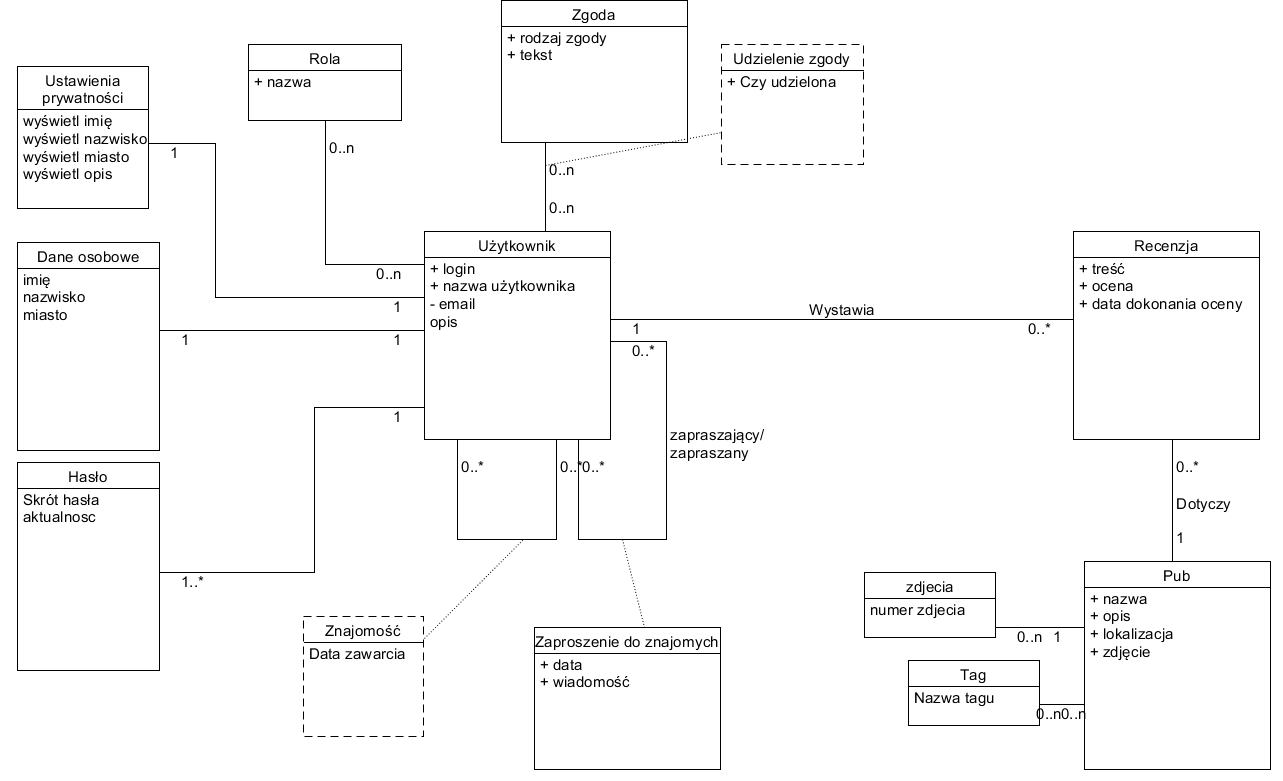 Zgoda
+ rodzaj zgody
+ tekst
Udzielenie zgody
+ Czy udzielona
Rola
+ nazwa
Ustawienia
prywatności
wyświetl imię
wyświetl nazwisko
wyświetl miasto
wyświetl opis
1
0..n
0..n
0..n
0..n
1
Dane osobowe
imię
nazwisko
miasto
1
1
Użytkownik
+ login
+ nazwa użytkownika
- email
opis
Wystawia
1
0..*
0..*
Recenzja
+ treść
+ ocena
+ data dokonania oceny
1
zapraszający/
zapraszany
0..*
0..*
0..*
Hasło
Skrót hasła
aktualnosc
1..*
0..*
Dotyczy
1
Znajomość
Data zawarcia
Zaproszenie do znajomych
+ data
+ wiadomość
zdjecia
numer zdjecia
0..n
1
Tag
Nazwa tagu
0..n
0..n
Pub
+ nazwa
+ opis
+ lokalizacja
+ zdjęcie